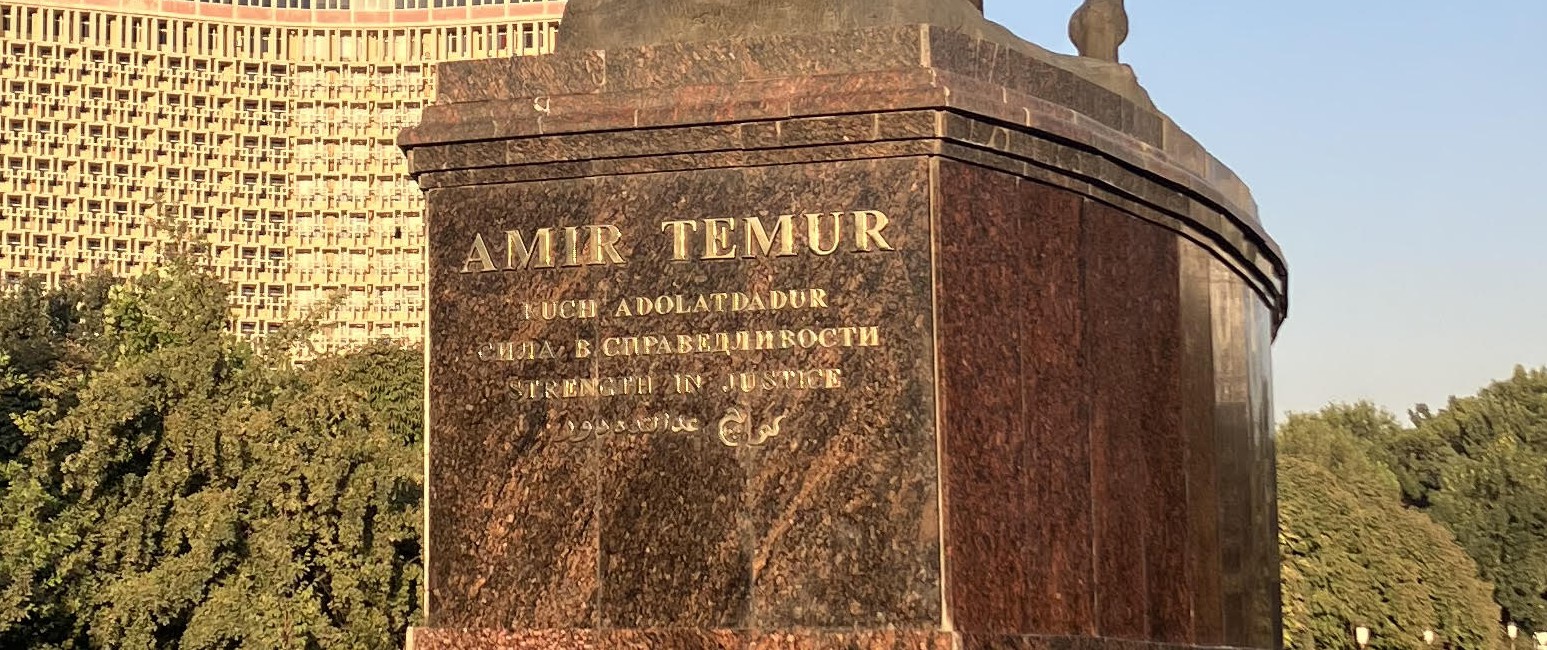 AMIR TEMUR
KUCH ADOLATDADUR
СИЛА В СПРАВЕДЛИВОСТИ
STRENGTH IN JUSTICE